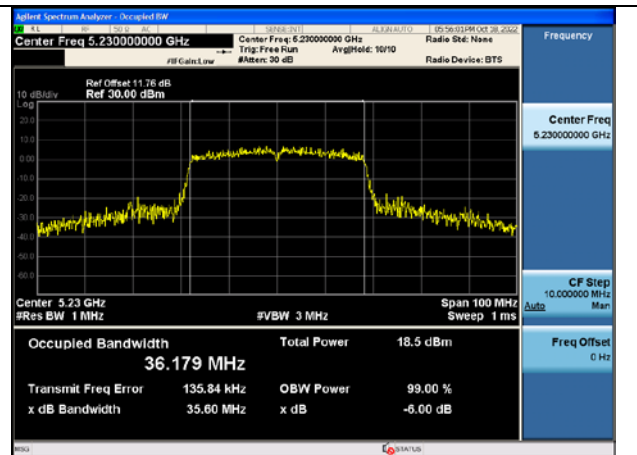 Agilent Spectrum Analyzer - Occupied BW
RL RF 50 Ω AC SENSE:INT ALIGN AUTO 05:56:01 PM Oct 28, 2022
Center Freq 5.230000000 GHz
Center Freq: 5.230000000 GHz
Radio Std: None
Trig: Free Run Avg|Hold: 10/10
#IFGain:Low #Atten: 30 dB Radio Device: BTS
Ref Offset 11.76 dB
10 dB/div Ref 30.00 dBm
Log
20.0
10.0
0.00
-10.0
-20.0
-30.0
-40.0
-50.0
-60.0
Center 5.23 GHz Span 100 MHz
#Res BW 1 MHz #VBW 3 MHz Sweep 1 ms
Occupied Bandwidth Total Power 18.5 dBm
36.179 MHz
Transmit Freq Error 135.84 kHz OBW Power 99.00 %
x dB Bandwidth 35.60 MHz x dB -6.00 dB
MSG STATUS
Frequency
Center Freq
5.230000000 GHz
CF Step
10.000000 MHz
Auto Man
Freq Offset
0 Hz